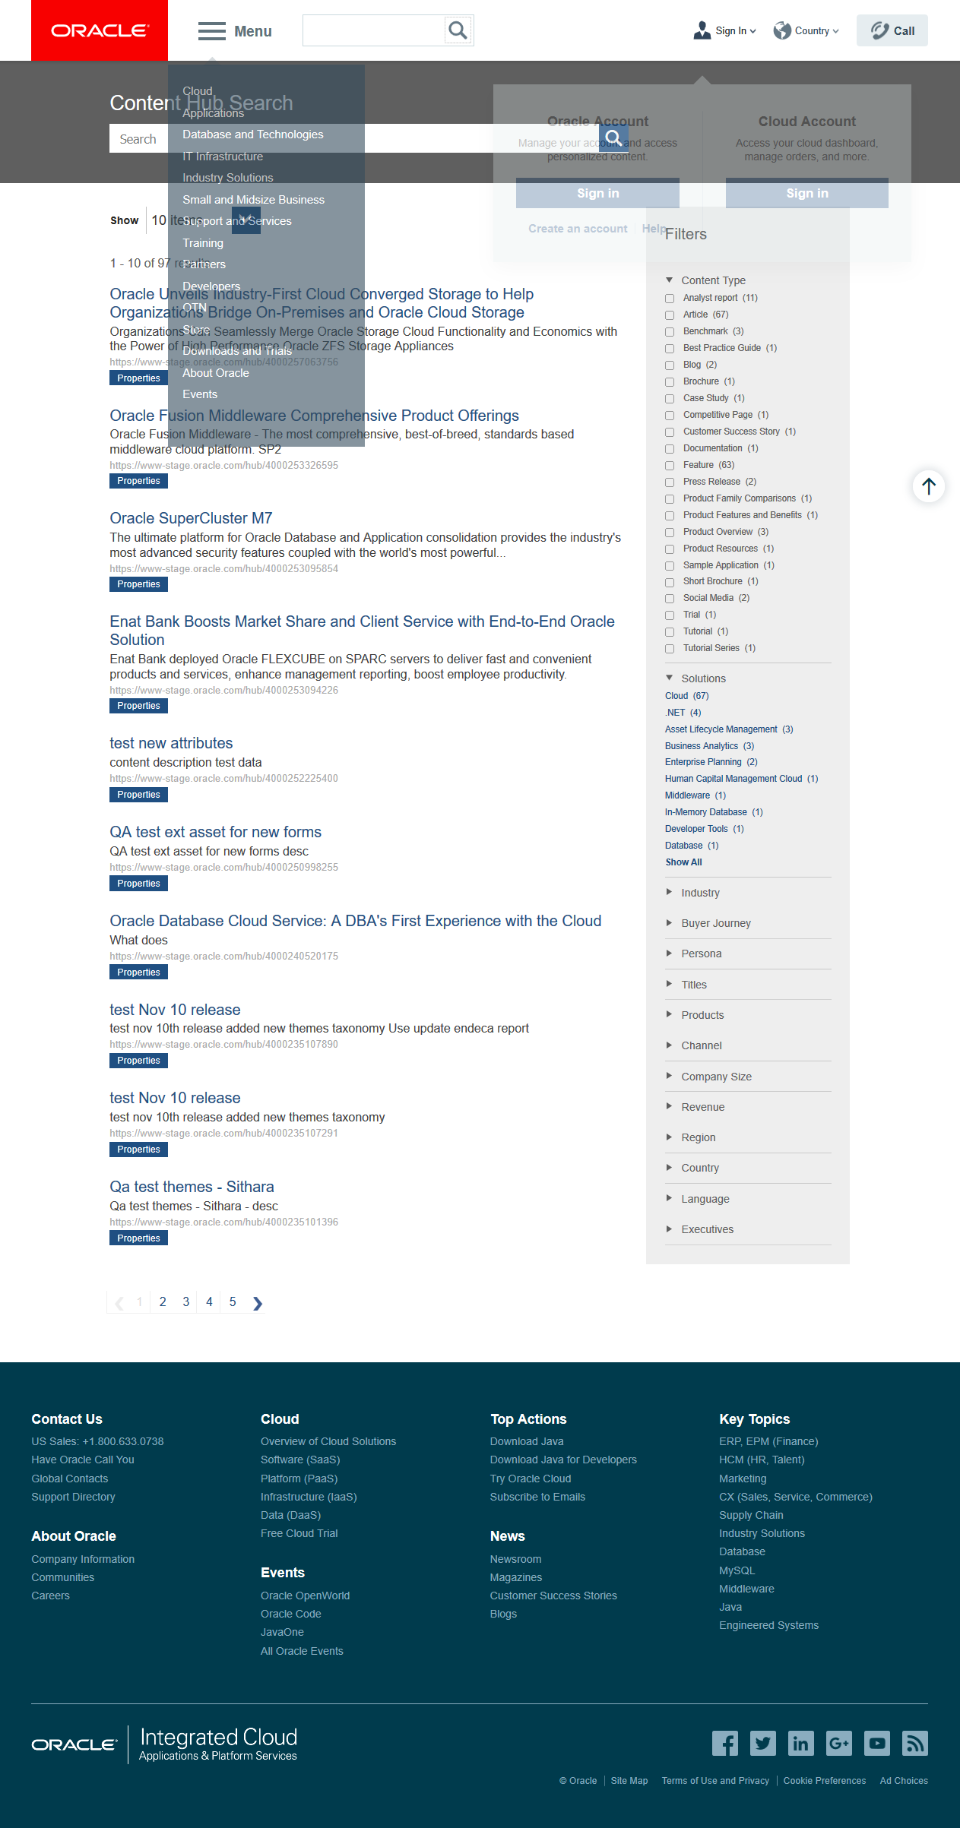 ORACLE
Menu
Sign In
Country
Call
Content Hub Search
Search
Cloud
Applications
Database and Technologies
IT Infrastructure
Industry Solutions
Small and Midsize Business
Support and Services
Training
Partners
Developers
OTN
Store
Downloads and Trials
About Oracle
Events
Oracle Account
Manage your account and access
personalized content.
Sign in
Create an account
Help
Cloud Account
Access your cloud dashboard,
manage orders, and more.
Sign in
Show
10 items
1 - 10 of 97 results
Oracle Unveils Industry-First Cloud Converged Storage to Help
Organizations Bridge On-Premises and Oracle Cloud Storage
Organizations Can Seamlessly Merge Oracle Storage Cloud Functionality and Economics with
the Power of High Performance Oracle ZFS Storage Appliances
https://www-stage.oracle.com/hub/4000257063756
Properties
Oracle Fusion Middleware Comprehensive Product Offerings
Oracle Fusion Middleware - The most comprehensive, best-of-breed, standards based
middleware cloud platform. SP2
https://www-stage.oracle.com/hub/4000253326595
Properties
Oracle SuperCluster M7
The ultimate platform for Oracle Database and Application consolidation provides the industry's
most advanced security features coupled with the world's most powerful...
https://www-stage.oracle.com/hub/4000253095854
Properties
Enat Bank Boosts Market Share and Client Service with End-to-End Oracle
Solution
Enat Bank deployed Oracle FLEXCUBE on SPARC servers to deliver fast and convenient
products and services, enhance management reporting, boost employee productivity.
https://www-stage.oracle.com/hub/4000253094226
Properties
test new attributes
content description test data
https://www-stage.oracle.com/hub/4000252225400
Properties
QA test ext asset for new forms
QA test ext asset for new forms desc
https://www-stage.oracle.com/hub/4000250998255
Properties
Oracle Database Cloud Service: A DBA's First Experience with the Cloud
What does
https://www-stage.oracle.com/hub/4000240520175
Properties
test Nov 10 release
test nov 10th release added new themes taxonomy Use update endeca report
https://www-stage.oracle.com/hub/4000235107890
Properties
test Nov 10 release
test nov 10th release added new themes taxonomy
https://www-stage.oracle.com/hub/4000235107291
Properties
Qa test themes - Sithara
Qa test themes - Sithara - desc
https://www-stage.oracle.com/hub/4000235101396
Properties
1 2 3 4 5
Filters
Content Type
Analyst report (11)
Article (67)
Benchmark (3)
Best Practice Guide (1)
Blog (2)
Brochure (1)
Case Study (1)
Competitive Page (1)
Customer Success Story (1)
Documentation (1)
Feature (63)
Press Release (2)
Product Family Comparisons (1)
Product Features and Benefits (1)
Product Overview (3)
Product Resources (1)
Sample Application (1)
Short Brochure (1)
Social Media (2)
Trial (1)
Tutorial (1)
Tutorial Series (1)
Solutions
Cloud (67)
.NET (4)
Asset Lifecycle Management (3)
Business Analytics (3)
Enterprise Planning (2)
Human Capital Management Cloud (1)
Middleware (1)
In-Memory Database (1)
Developer Tools (1)
Database (1)
Show All
Industry
Buyer Journey
Persona
Titles
Products
Channel
Company Size
Revenue
Region
Country
Language
Executives
Contact Us
US Sales: +1.800.633.0738
Have Oracle Call You
Global Contacts
Support Directory
About Oracle
Company Information
Communities
Careers
Cloud
Overview of Cloud Solutions
Software (SaaS)
Platform (PaaS)
Infrastructure (IaaS)
Data (DaaS)
Free Cloud Trial
Events
Oracle OpenWorld
Oracle Code
JavaOne
All Oracle Events
Top Actions
Download Java
Download Java for Developers
Try Oracle Cloud
Subscribe to Emails
News
Newsroom
Magazines
Customer Success Stories
Blogs
Key Topics
ERP, EPM (Finance)
HCM (HR, Talent)
Marketing
CX (Sales, Service, Commerce)
Supply Chain
Industry Solutions
Database
MySQL
Middleware
Java
Engineered Systems
ORACLE
Integrated Cloud
Applications & Platform Services
© Oracle
Site Map
Terms of Use and Privacy
Cookie Preferences
Ad Choices